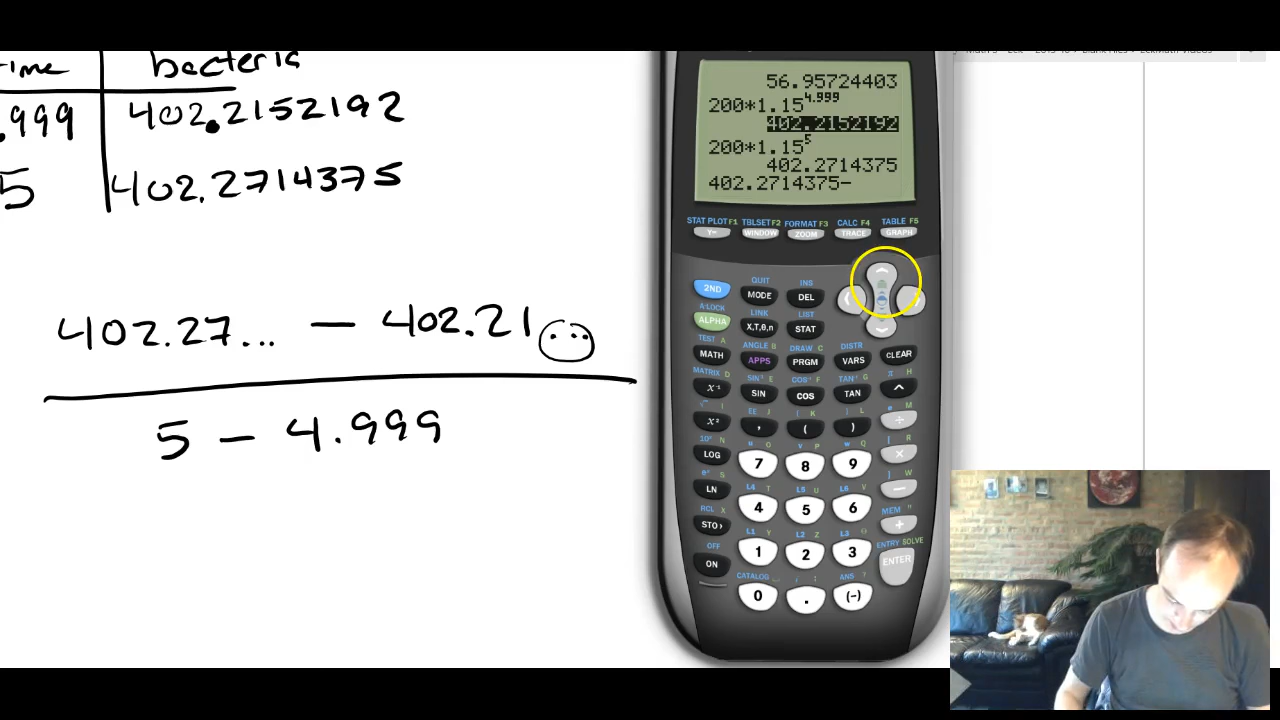 time bacteria
.999 402.2152192
5 402.2714375
402.27... — 402.21
5 - 4.999
56.95724403
200*1.15^4.999
402.2152192
200*1.15^5
402.2714375
402.2714375-
STAT PLOT F1 TBLSET F2 FORMAT F3 CALC F4 TABLE F5
Y= WINDOW ZOOM TRACE GRAPH
QUIT INS
2ND MODE DEL
A-LOCK LINK LIST
ALPHA X,T,θ,n STAT
TEST A ANGLE B DRAW C DISTR
MATH APPS PRGM VARS CLEAR
MATRIX D SIN⁻¹ E COS⁻¹ F TAN⁻¹ G π H
X⁻¹ SIN COS TAN ^
√ I EE J { K } L e M
X² , ( ) ÷
10ˣ N u O v P w Q [ R
LOG 7 8 9 ×
eˣ S L4 T L5 U L6 V ] W
LN 4 5 6 −
RCL X L1 Y L2 Z L3 θ MEM "
STO› 1 2 3 +
OFF CATALOG i : ANS ? ENTRY SOLVE
ON 0 . (-) ENTER